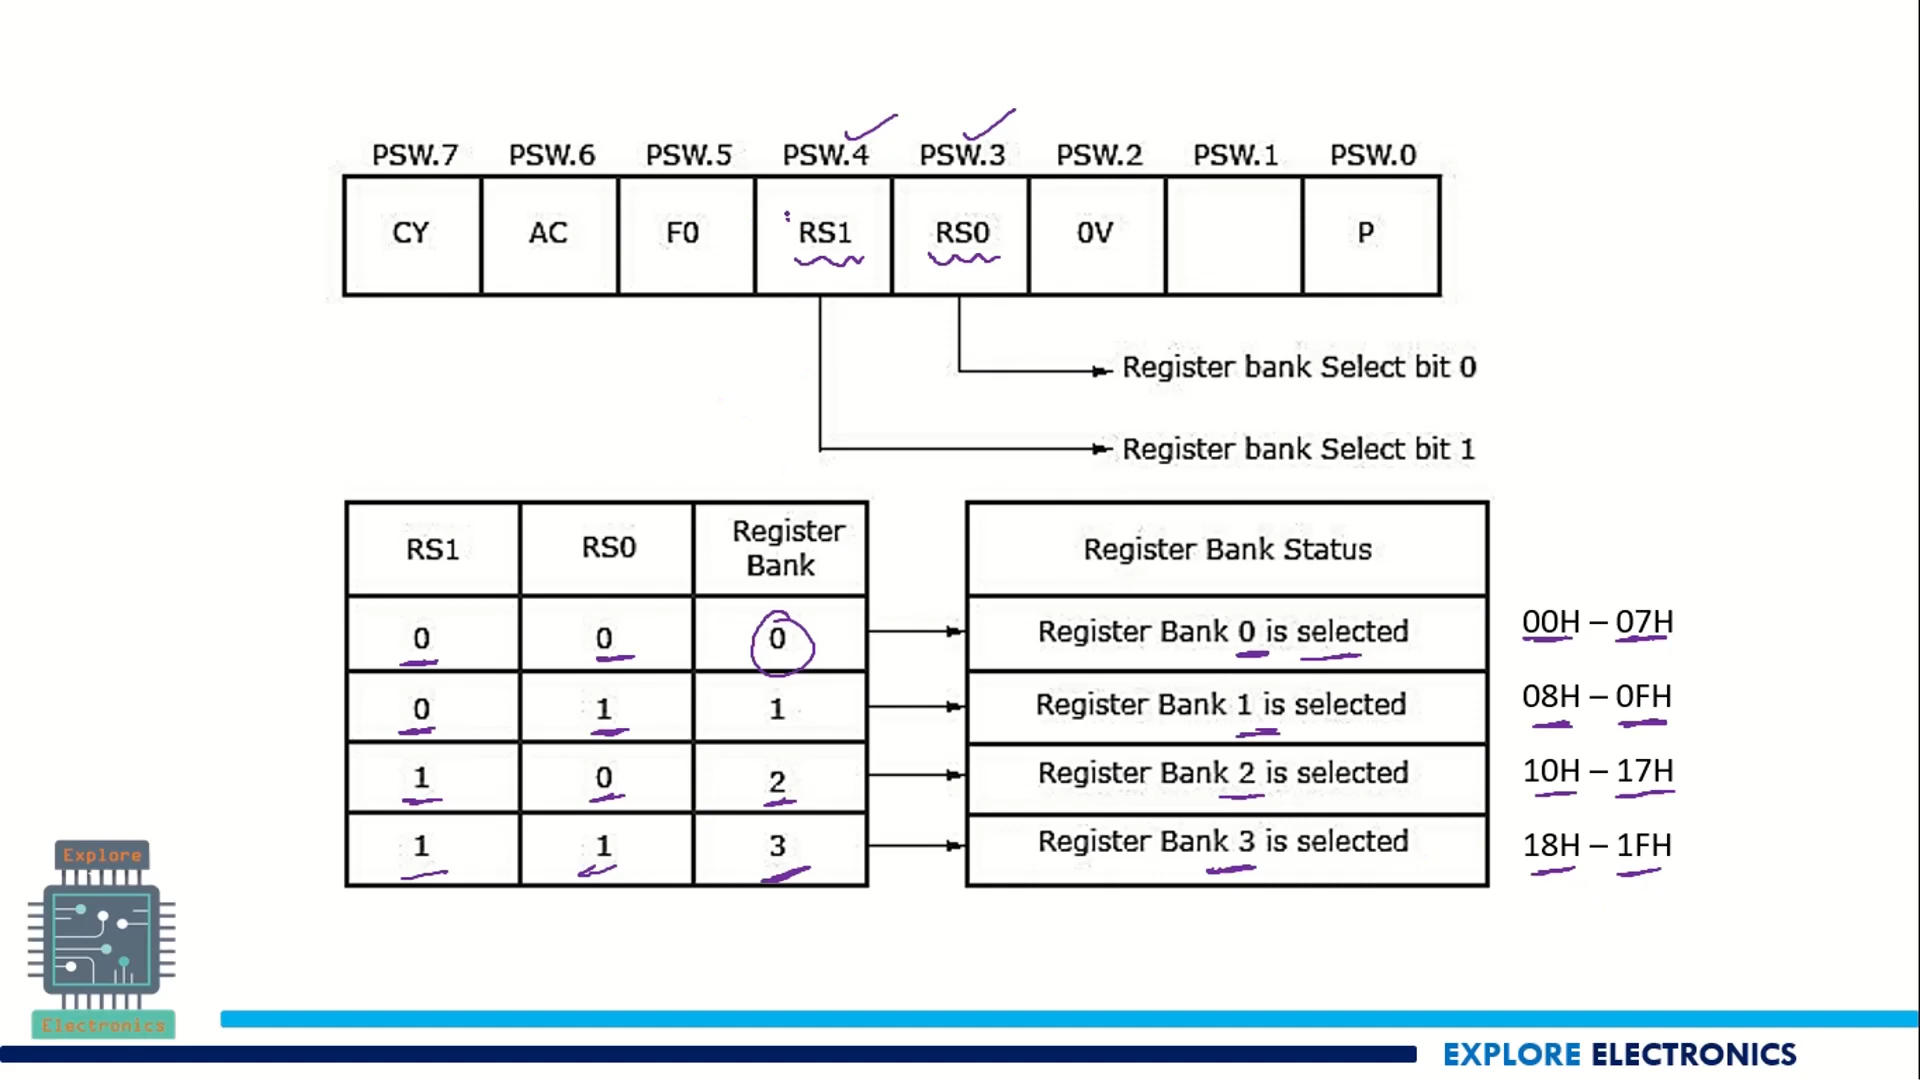 PSW.7 PSW.6 PSW.5 PSW.4 PSW.3 PSW.2 PSW.1 PSW.0
CY AC F0 RS1 RS0 0V P
Register bank Select bit 0
Register bank Select bit 1
RS1 RS0 Register Bank Register Bank Status
0 0 0 Register Bank 0 is selected 00H – 07H
0 1 1 Register Bank 1 is selected 08H – 0FH
1 0 2 Register Bank 2 is selected 10H – 17H
1 1 3 Register Bank 3 is selected 18H – 1FH
Explore
Electronics
EXPLORE ELECTRONICS